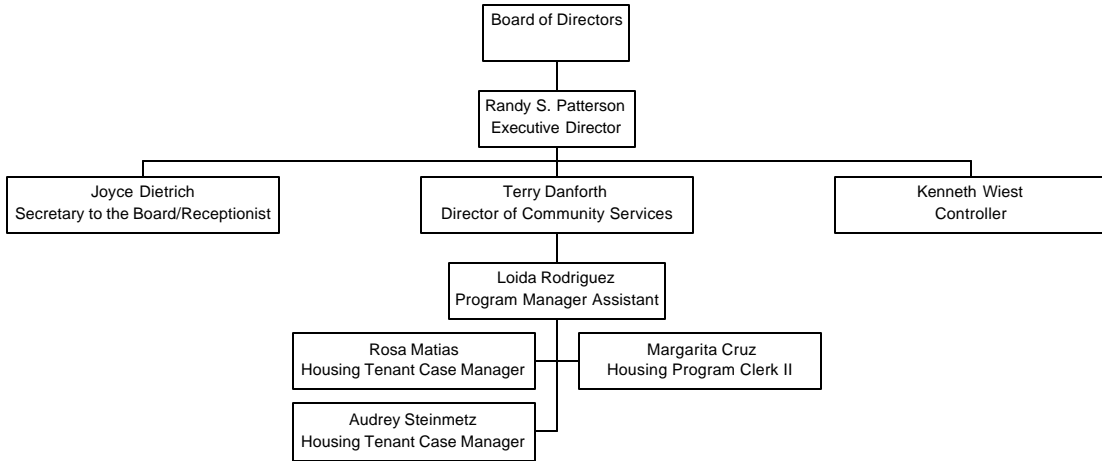 Board of Directors
Randy S. Patterson
Executive Director
Joyce Dietrich
Secretary to the Board/Receptionist
Terry Danforth
Director of Community Services
Kenneth Wiest
Controller
Loida Rodriguez
Program Manager Assistant
Rosa Matias
Housing Tenant Case Manager
Margarita Cruz
Housing Program Clerk II
Audrey Steinmetz
Housing Tenant Case Manager